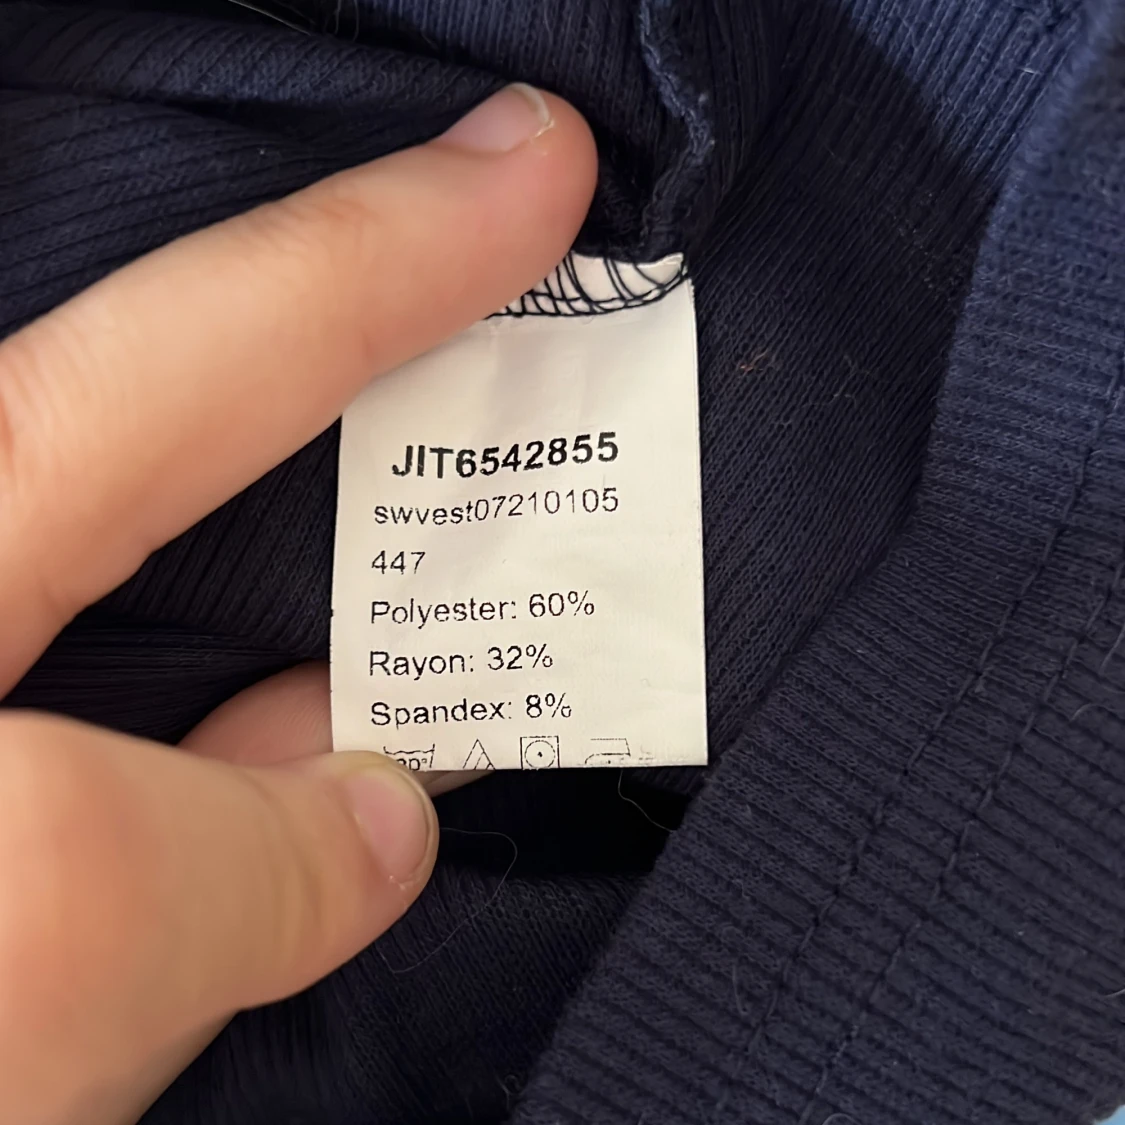 JIT6542855
swvest07210105
447
Polyester: 60%
Rayon: 32%
Spandex: 8%